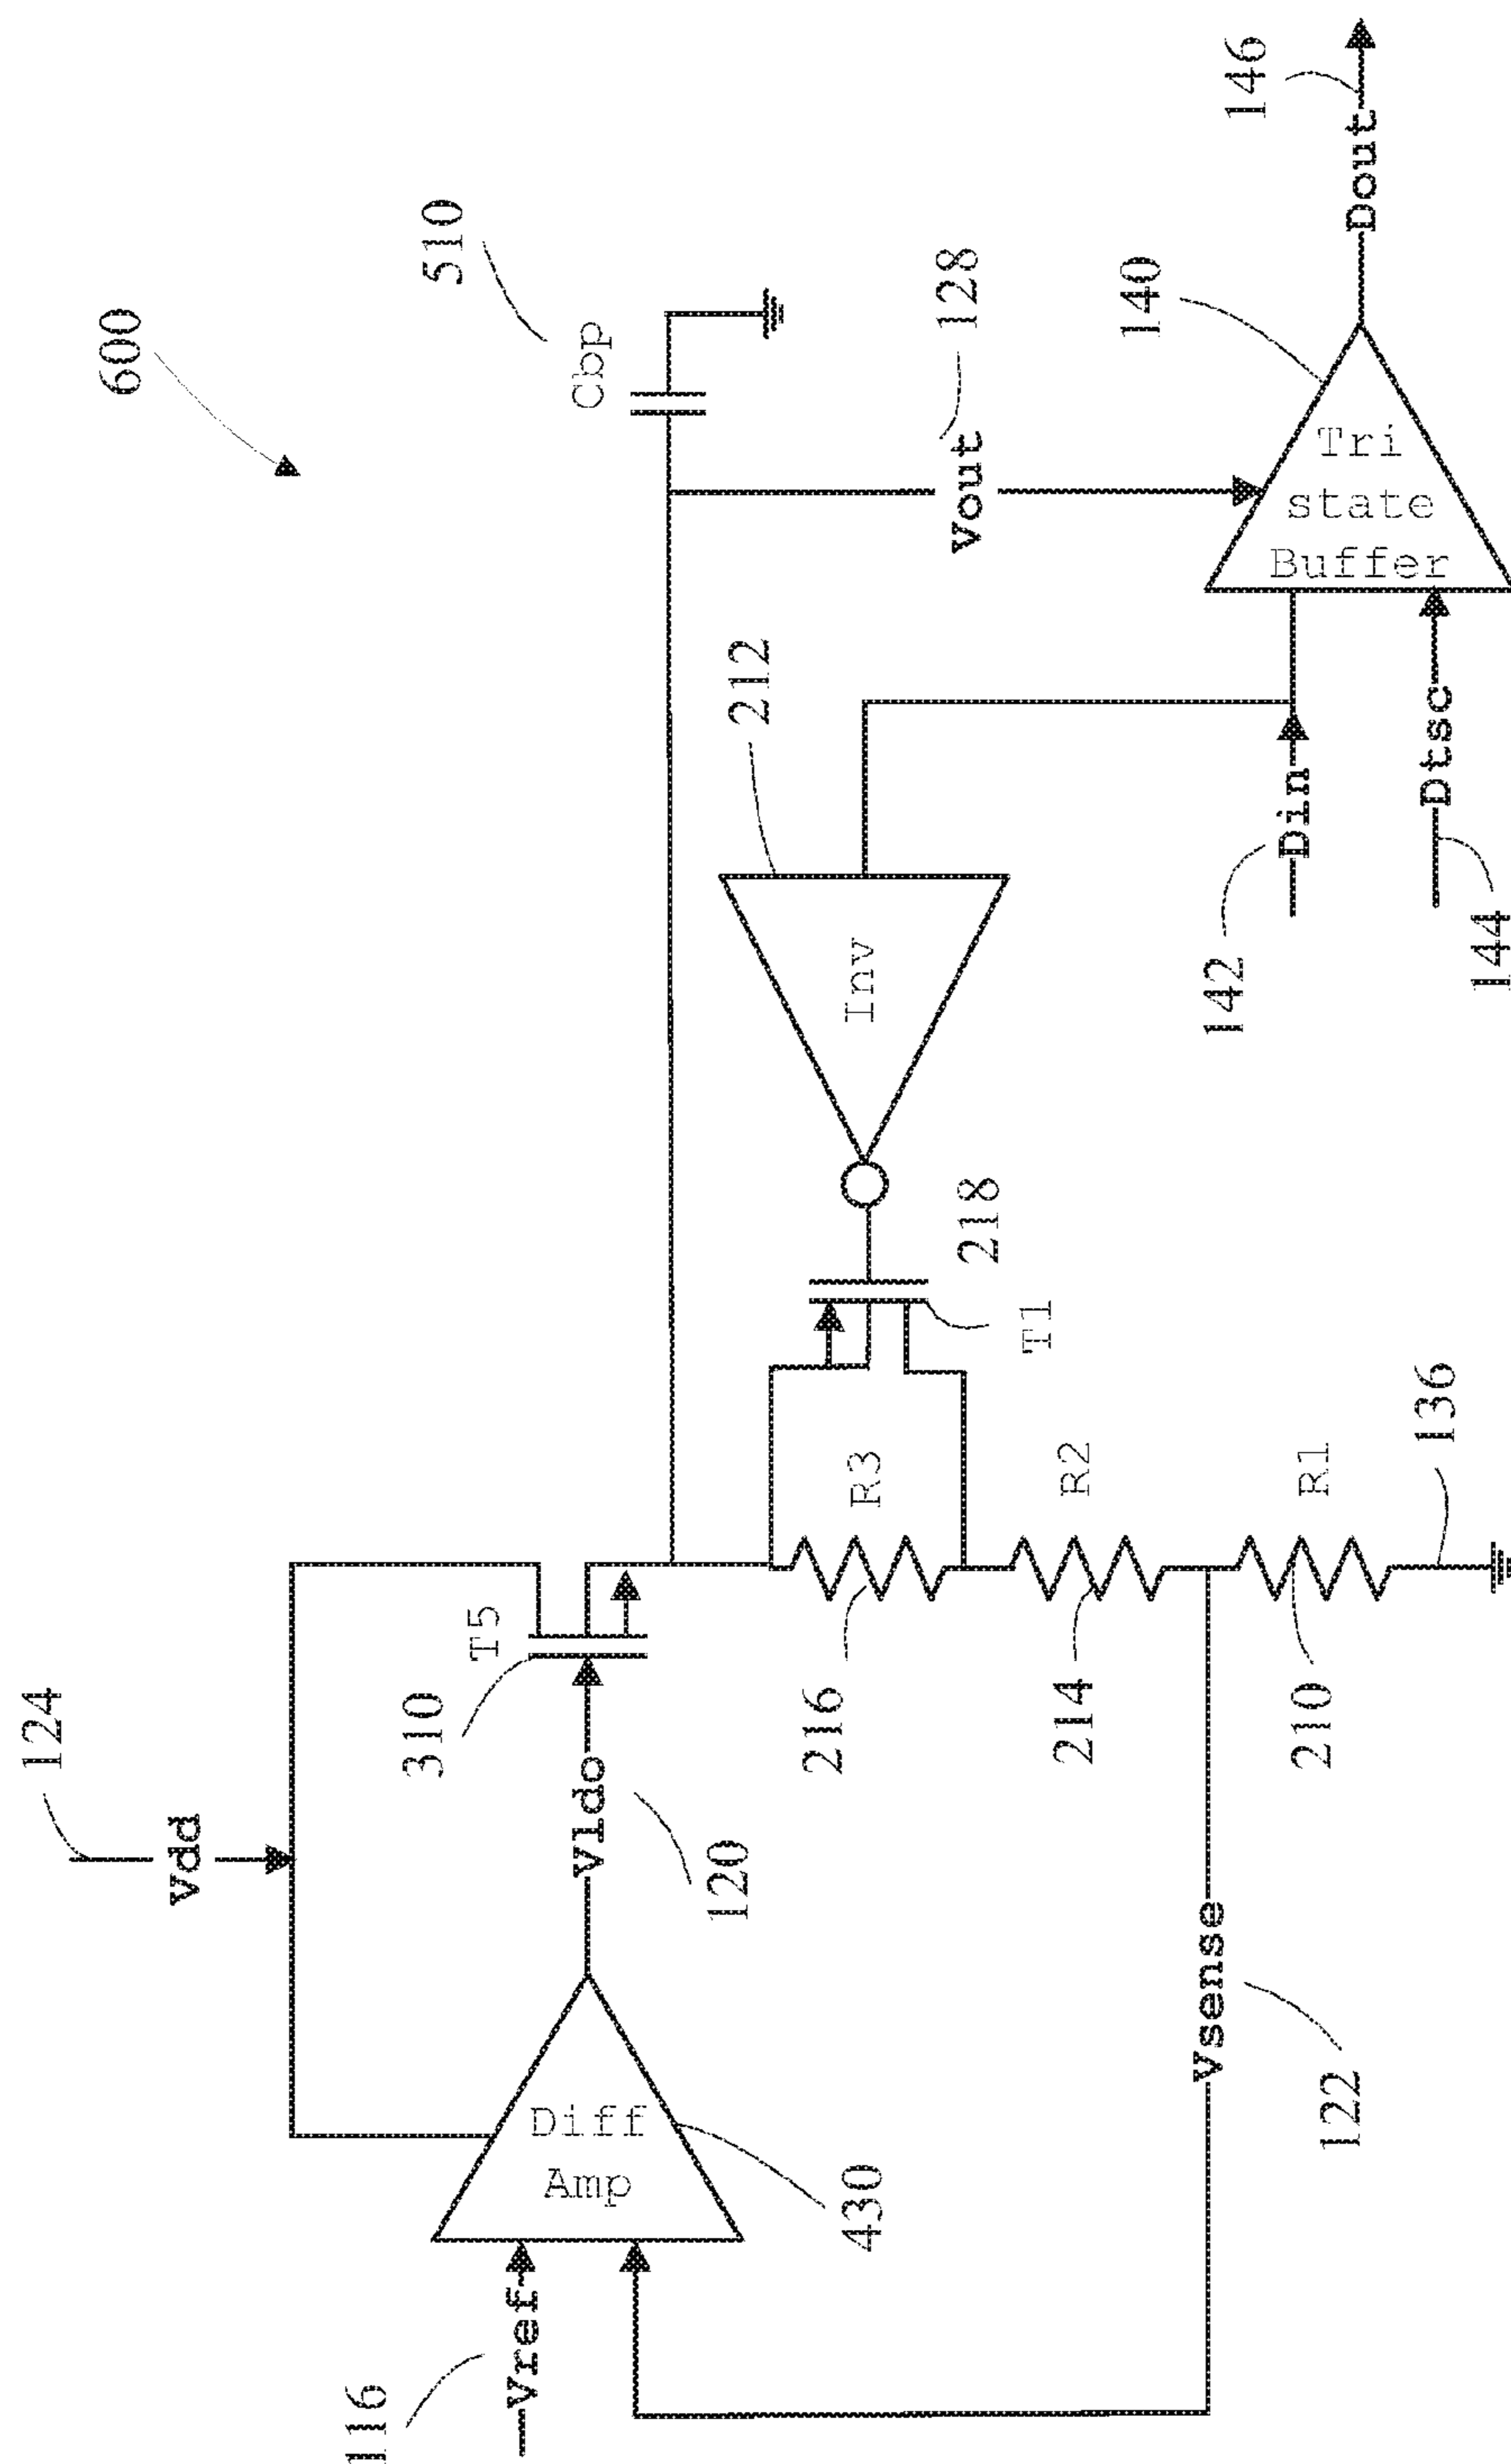 600
124
Vdd
510
Cbp
T5
310
Vldo
120
116
Vref
Diff
Amp
430
R3
216
T1
218
Inv
212
Vout
128
R2
214
Vsense
122
R1
210
136
142
Din
144
Dtsc
Tri
state
Buffer
140
Dout
146